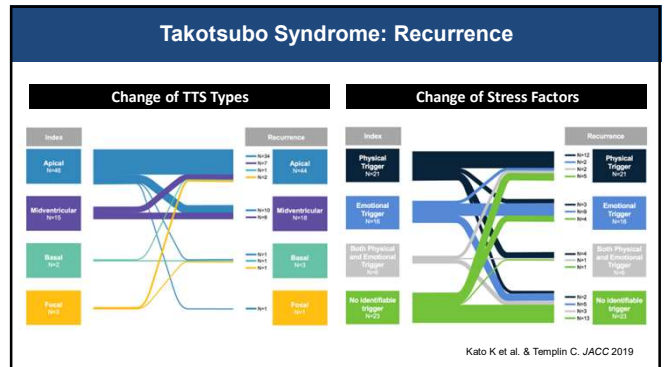 Takotsubo Syndrome: Recurrence
Change of TTS Types
Index
Recurrence
Apical
N=46
N=34
N=7
N=1
N=2
Apical
N=44
Midventricular
N=15
N=10
N=8
Midventricular
N=18
Basal
N=2
N=1
N=1
N=1
Basal
N=3
Focal
N=3
N=1
Focal
N=1
Change of Stress Factors
Index
Recurrence
Physical
Trigger
N=21
N=12
N=2
N=2
N=5
Physical
Trigger
N=21
Emotional
Trigger
N=16
N=3
N=9
N=4
Emotional
Trigger
N=16
Both Physical
and Emotional
Trigger
N=6
N=4
N=1
N=1
Both Physical
and Emotional
Trigger
N=6
No identifiable
trigger
N=23
N=2
N=5
N=3
N=13
No identifiable
trigger
N=23
Kato K et al. & Templin C. JACC 2019